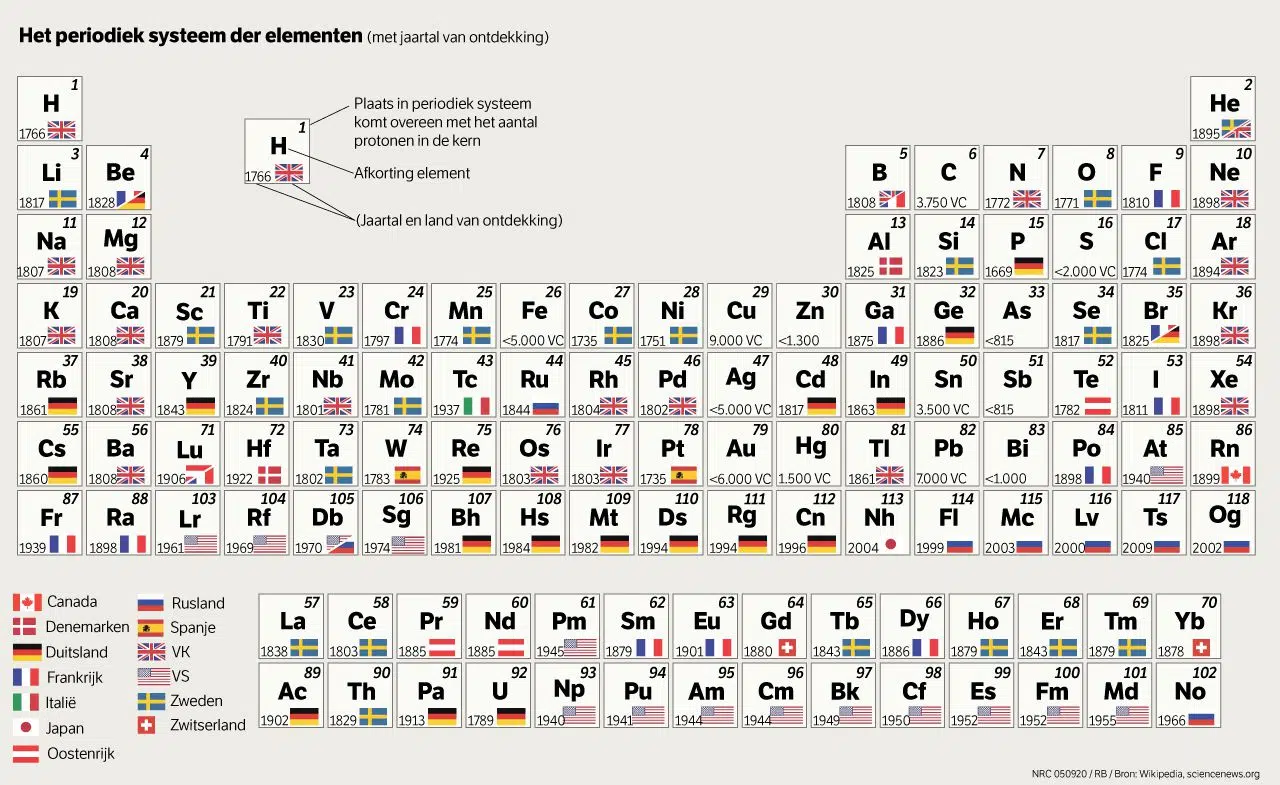 Het periodiek systeem der elementen (met jaartal van ontdekking)
1
H
1766
2
He
1895
1
H
1766
Plaats in periodiek systeem
komt overeen met het aantal
protonen in de kern
Afkorting element
(Jaartal en land van ontdekking)
3
Li
1817
4
Be
1828
5
B
1808
6
C
3.750 VC
7
N
1772
8
O
1771
9
F
1810
10
Ne
1898
11
Na
1807
12
Mg
1808
13
Al
1825
14
Si
1823
15
P
1669
16
S
<2.000 VC
17
Cl
1774
18
Ar
1894
19
K
1807
20
Ca
1808
21
Sc
1879
22
Ti
1791
23
V
1830
24
Cr
1797
25
Mn
1774
26
Fe
<5.000 VC
27
Co
1735
28
Ni
1751
29
Cu
9.000 VC
30
Zn
<1.300
31
Ga
1875
32
Ge
1886
33
As
<815
34
Se
1817
35
Br
1825
36
Kr
1898
37
Rb
1861
38
Sr
1808
39
Y
1843
40
Zr
1824
41
Nb
1801
42
Mo
1781
43
Tc
1937
44
Ru
1844
45
Rh
1804
46
Pd
1802
47
Ag
<5.000 VC
48
Cd
1817
49
In
1863
50
Sn
3.500 VC
51
Sb
<815
52
Te
1782
53
I
1811
54
Xe
1898
55
Cs
1860
56
Ba
1808
71
Lu
1906
72
Hf
1922
73
Ta
1802
74
W
1783
75
Re
1925
76
Os
1803
77
Ir
1803
78
Pt
1735
79
Au
<6.000 VC
80
Hg
1.500 VC
81
Tl
1861
82
Pb
7.000 VC
83
Bi
<1.000
84
Po
1898
85
At
1940
86
Rn
1899
87
Fr
1939
88
Ra
1898
103
Lr
1961
104
Rf
1969
105
Db
1970
106
Sg
1974
107
Bh
1981
108
Hs
1984
109
Mt
1982
110
Ds
1994
111
Rg
1994
112
Cn
1996
113
Nh
2004
114
Fl
1999
115
Mc
2003
116
Lv
2000
117
Ts
2009
118
Og
2002
Canada
Denemarken
Duitsland
Frankrijk
Italië
Japan
Oostenrijk
Rusland
Spanje
VK
VS
Zweden
Zwitserland
57
La
1838
58
Ce
1803
59
Pr
1885
60
Nd
1885
61
Pm
1945
62
Sm
1879
63
Eu
1901
64
Gd
1880
65
Tb
1843
66
Dy
1886
67
Ho
1879
68
Er
1843
69
Tm
1879
70
Yb
1878
89
Ac
1902
90
Th
1829
91
Pa
1913
92
U
1789
93
Np
1940
94
Pu
1941
95
Am
1944
96
Cm
1944
97
Bk
1949
98
Cf
1950
99
Es
1952
100
Fm
1952
101
Md
1955
102
No
1966
NRC 050920 / RB / Bron: Wikipedia, sciencenews.org